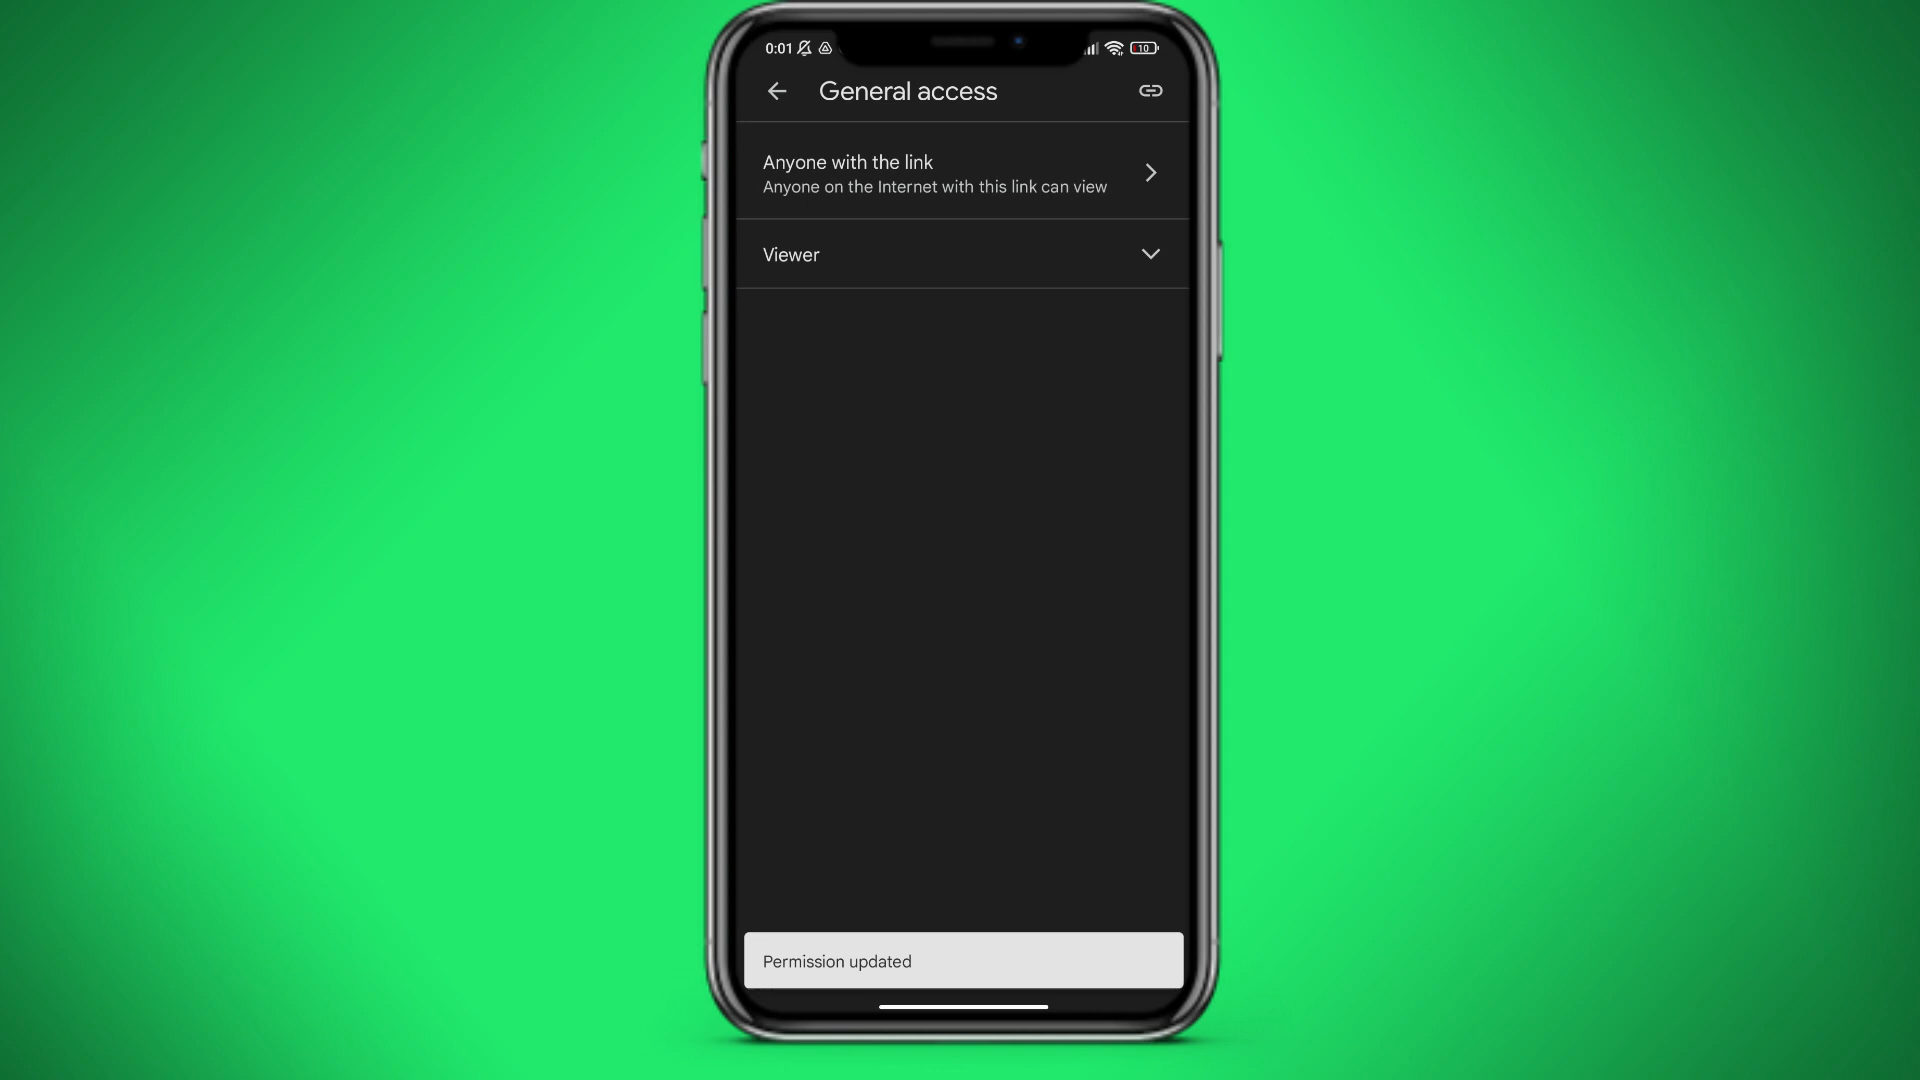 0:01
10
General access
Anyone with the link
Anyone on the Internet with this link can view
Viewer
Permission updated